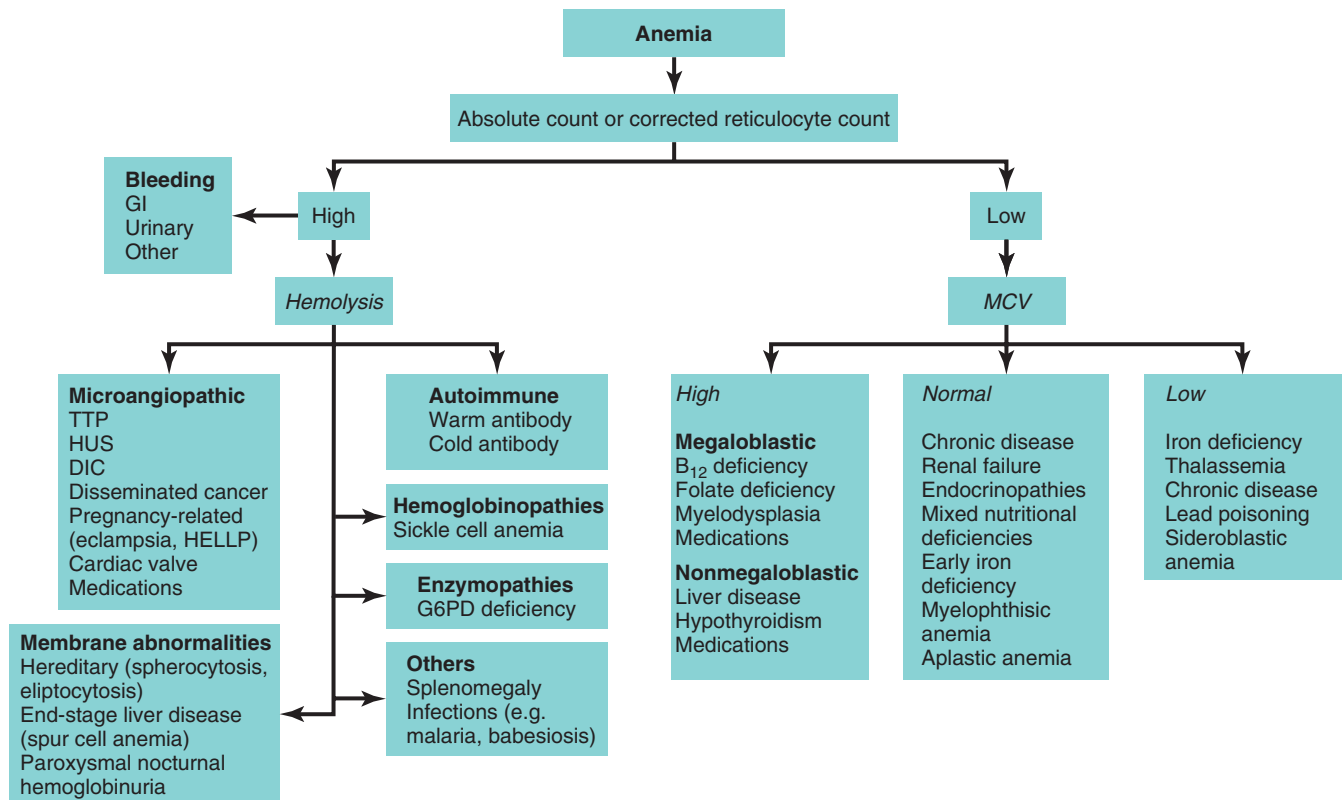 Anemia
Absolute count or corrected reticulocyte count
Bleeding
GI
Urinary
Other
High
Low
Hemolysis
MCV
Microangiopathic
TTP
HUS
DIC
Disseminated cancer
Pregnancy-related
(eclampsia, HELLP)
Cardiac valve
Medications
Autoimmune
Warm antibody
Cold antibody
Hemoglobinopathies
Sickle cell anemia
Enzymopathies
G6PD deficiency
Membrane abnormalities
Hereditary (spherocytosis,
eliptocytosis)
End-stage liver disease
(spur cell anemia)
Paroxysmal nocturnal
hemoglobinuria
Others
Splenomegaly
Infections (e.g.
malaria, babesiosis)
High
Megaloblastic
B12 deficiency
Folate deficiency
Myelodysplasia
Medications
Nonmegaloblastic
Liver disease
Hypothyroidism
Medications
Normal
Chronic disease
Renal failure
Endocrinopathies
Mixed nutritional
deficiencies
Early iron
deficiency
Myelophthisic
anemia
Aplastic anemia
Low
Iron deficiency
Thalassemia
Chronic disease
Lead poisoning
Sideroblastic
anemia